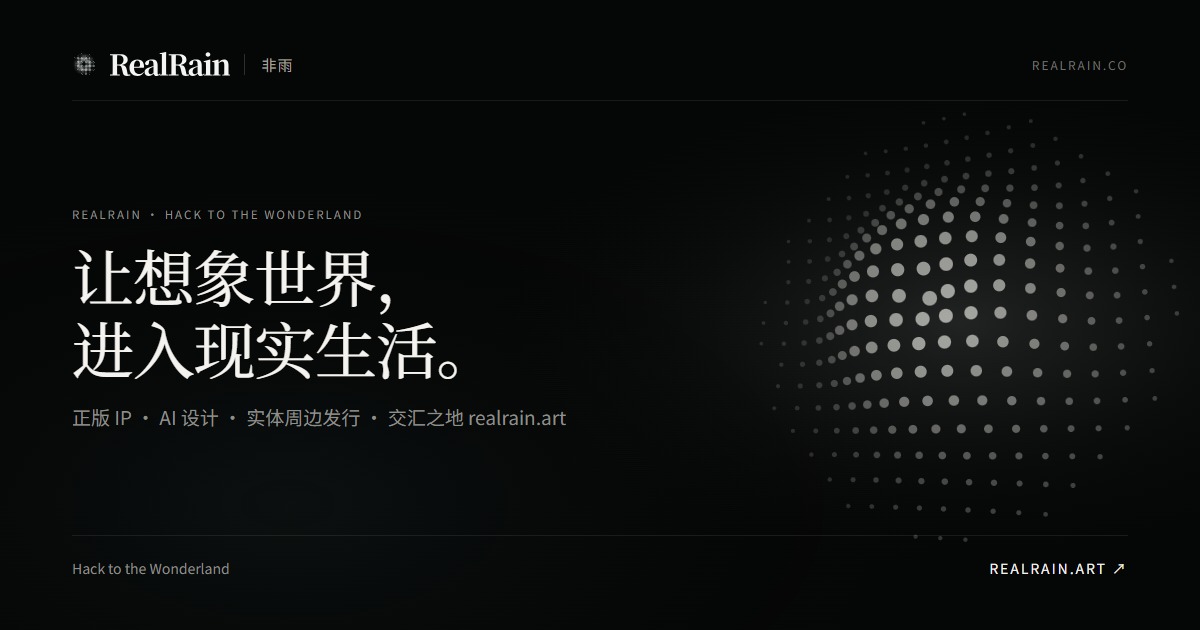 RealRain 非雨
REALRAIN.CO
REALRAIN • HACK TO THE WONDERLAND
让想象世界,
进入现实生活。
正版 IP • AI 设计 • 实体周边发行 • 交汇之地 realrain.art
Hack to the Wonderland
REALRAIN.ART ↗